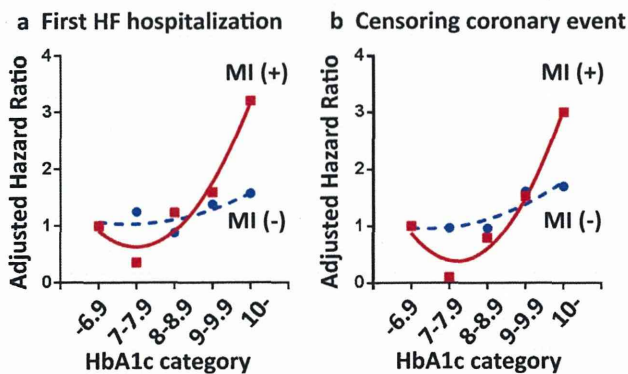 a First HF hospitalization
Adjusted Hazard Ratio
4
3
2
1
0
MI (+)
MI (-)
-6.9
7-7.9
8-8.9
9-9.9
10-
HbA1c category
b Censoring coronary event
Adjusted Hazard Ratio
4
3
2
1
0
MI (+)
MI (-)
-6.9
7-7.9
8-8.9
9-9.9
10-
HbA1c category